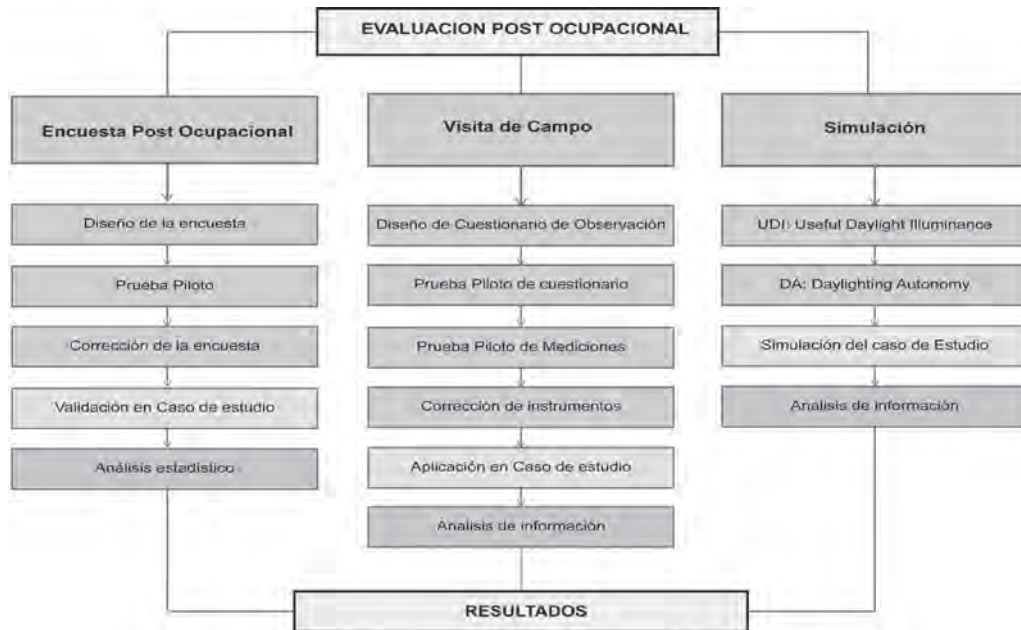 EVALUACION POST OCUPACIONAL
Encuesta Post Ocupacional
Diseño de la encuesta
Prueba Piloto
Corrección de la encuesta
Validación en Caso de estudio
Análisis estadístico
Visita de Campo
Diseño de Cuestionario de Observación
Prueba Piloto de cuestionario
Prueba Piloto de Mediciones
Corrección de instrumentos
Aplicación en Caso de estudio
Analisis de información
Simulación
UDI: Useful Daylight Illuminance
DA: Daylighting Autonomy
Simulación del caso de Estudio
Analisis de información
RESULTADOS